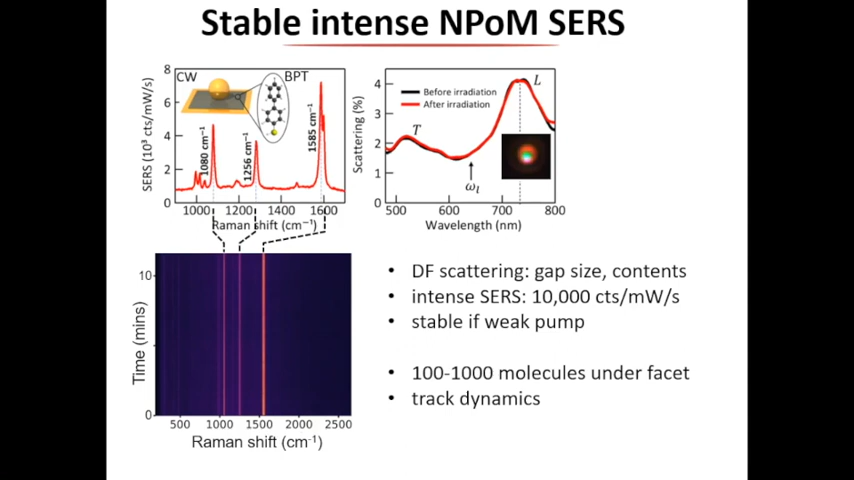 Stable intense NPoM SERS
CW
BPT
SERS (10³ cts/mW/s)
8
6
4
2
0
1080 cm⁻¹
1256 cm⁻¹
1585 cm⁻¹
1000 1200 1400 1600
Raman shift (cm⁻¹)
Scattering (%)
4
3
2
1
0
Before irradiation
After irradiation
T
L
ω_l
500 600 700 800
Wavelength (nm)
Time (mins)
10
0
500 1000 1500 2000 2500
Raman shift (cm⁻¹)
• DF scattering: gap size, contents
• intense SERS: 10,000 cts/mW/s
• stable if weak pump
• 100-1000 molecules under facet
• track dynamics